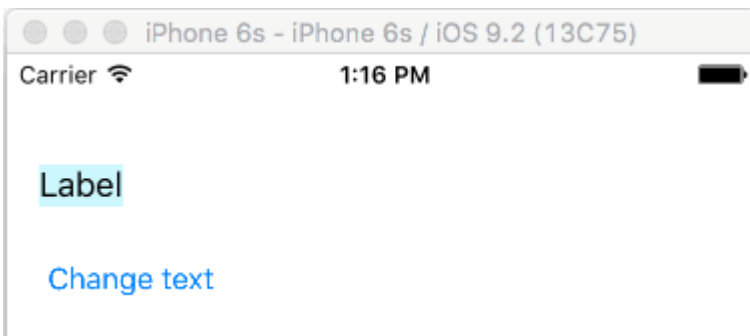 iPhone 6s - iPhone 6s / iOS 9.2 (13C75)
Carrier 1:16 PM
Label
Change text